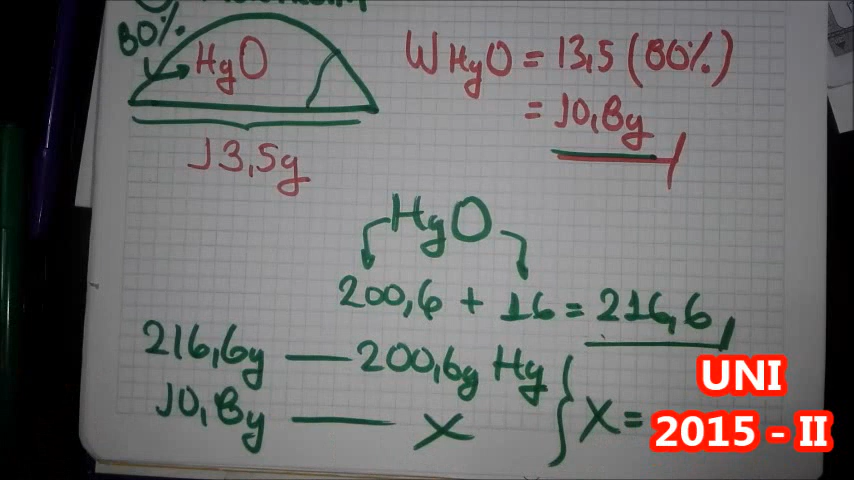 80%
HgO
13,5g
WHgO = 13,5 (80%)
= 10,8g
HgO
200,6 + 16 = 216,6
216,6g — 200,6g Hg
10,8g — X
X =
UNI
2015 - II